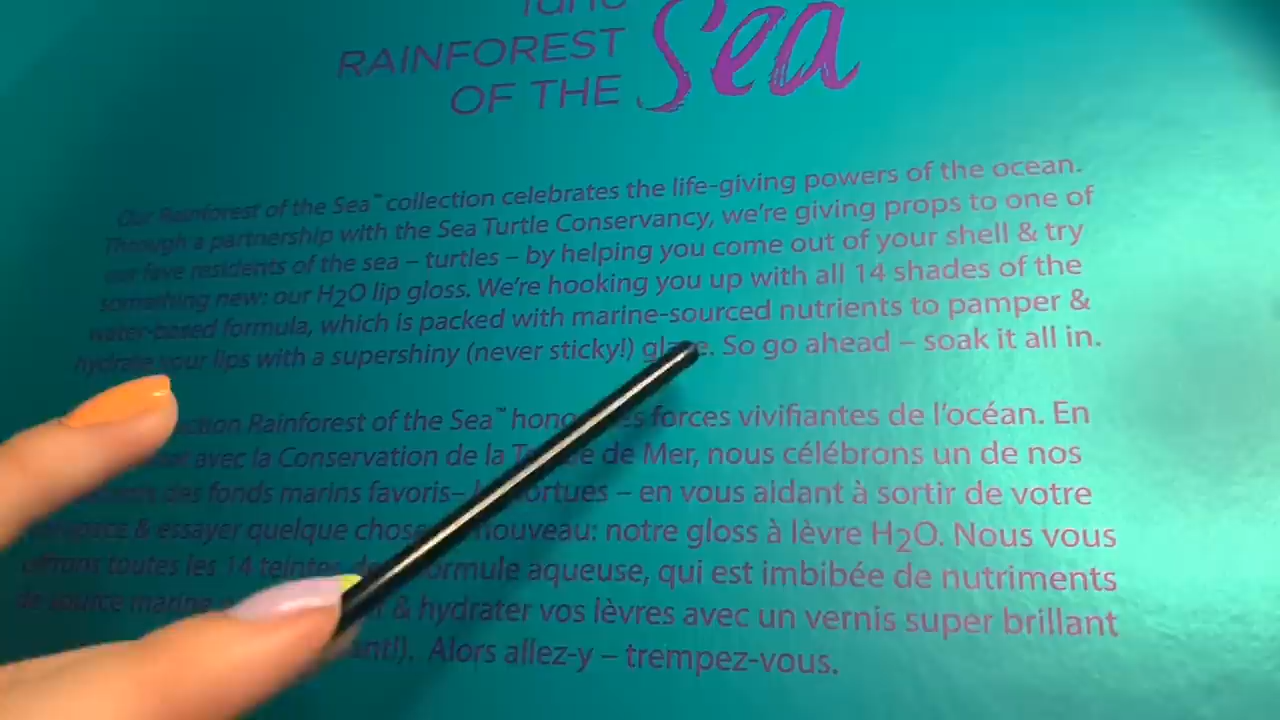 RAINFOREST
OF THE Sea
Our Rainforest of the Sea™ collection celebrates the life-giving powers of the ocean.
Through a partnership with the Sea Turtle Conservancy, we're giving props to one of
our fave residents of the sea – turtles – by helping you come out of your shell & try
something new: our H2O lip gloss. We're hooking you up with all 14 shades of the
water-based formula, which is packed with marine-sourced nutrients to pamper &
hydrate your lips with a supershiny (never sticky!) . So go ahead – soak it all in.
Rainforest of the Sea™ forces vivifiantes de l'océan. En
avec la Conservation de la de Mer, nous célébrons un de nos
des fonds marins favoris– – en vous aidant à sortir de votre
& essayer quelque nouveau: notre gloss à lèvre H2O. Nous vous
offrons toutes les 14 teintes formule aqueuse, qui est imbibée de nutriments
de source marine & hydrater vos lèvres avec un vernis super brillant
Alors allez-y – trempez-vous.